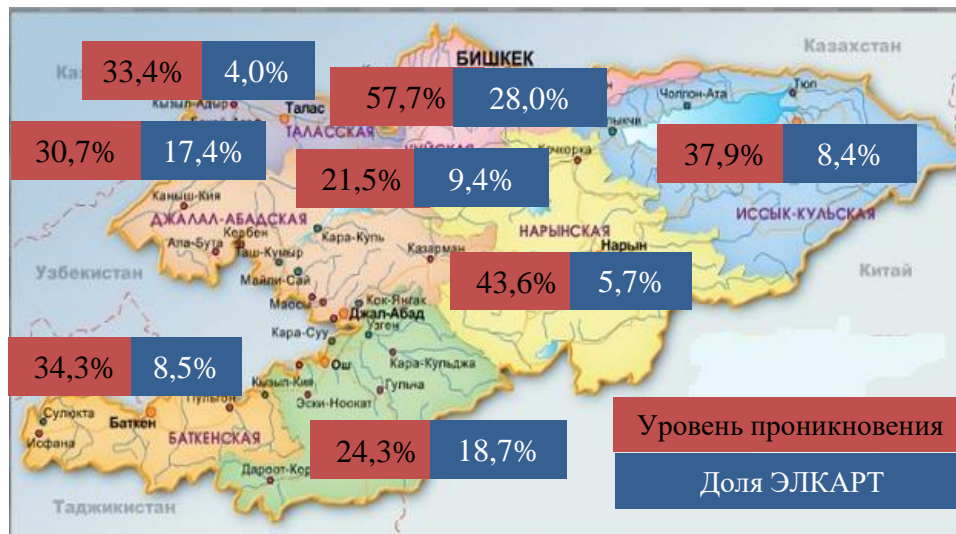 БИШКЕК
Казахстан
33,4% 4,0%
57,7% 28,0%
Чолпон-Ата
Тюп
Кызыл-Адыр
Талас
ТАЛАССКАЯ
30,7% 17,4%
Кочкорка
37,9% 8,4%
21,5% 9,4%
Каныш-Кия
ДЖАЛАЛ-АБАДСКАЯ
ИССЫК-КУЛЬСКАЯ
НАРЫНСКАЯ
Кербен
Ала-Бука
Кара-Куль
Таш-Кумыр
Казарман
Нарын
Узбекистан
Майли-Сай
Китай
43,6% 5,7%
Кок-Янгак
Джал-Абад
Узген
Кара-Суу
34,3% 8,5%
Ош
Кара-Кульджа
Кызыл-Кия
Гульча
Пульгон
Эски-Ноокат
Сулюкта
Баткен
Исфана
БАТКЕНСКАЯ
Уровень проникновения
24,3% 18,7%
Доля ЭЛКАРТ
Таджикистан